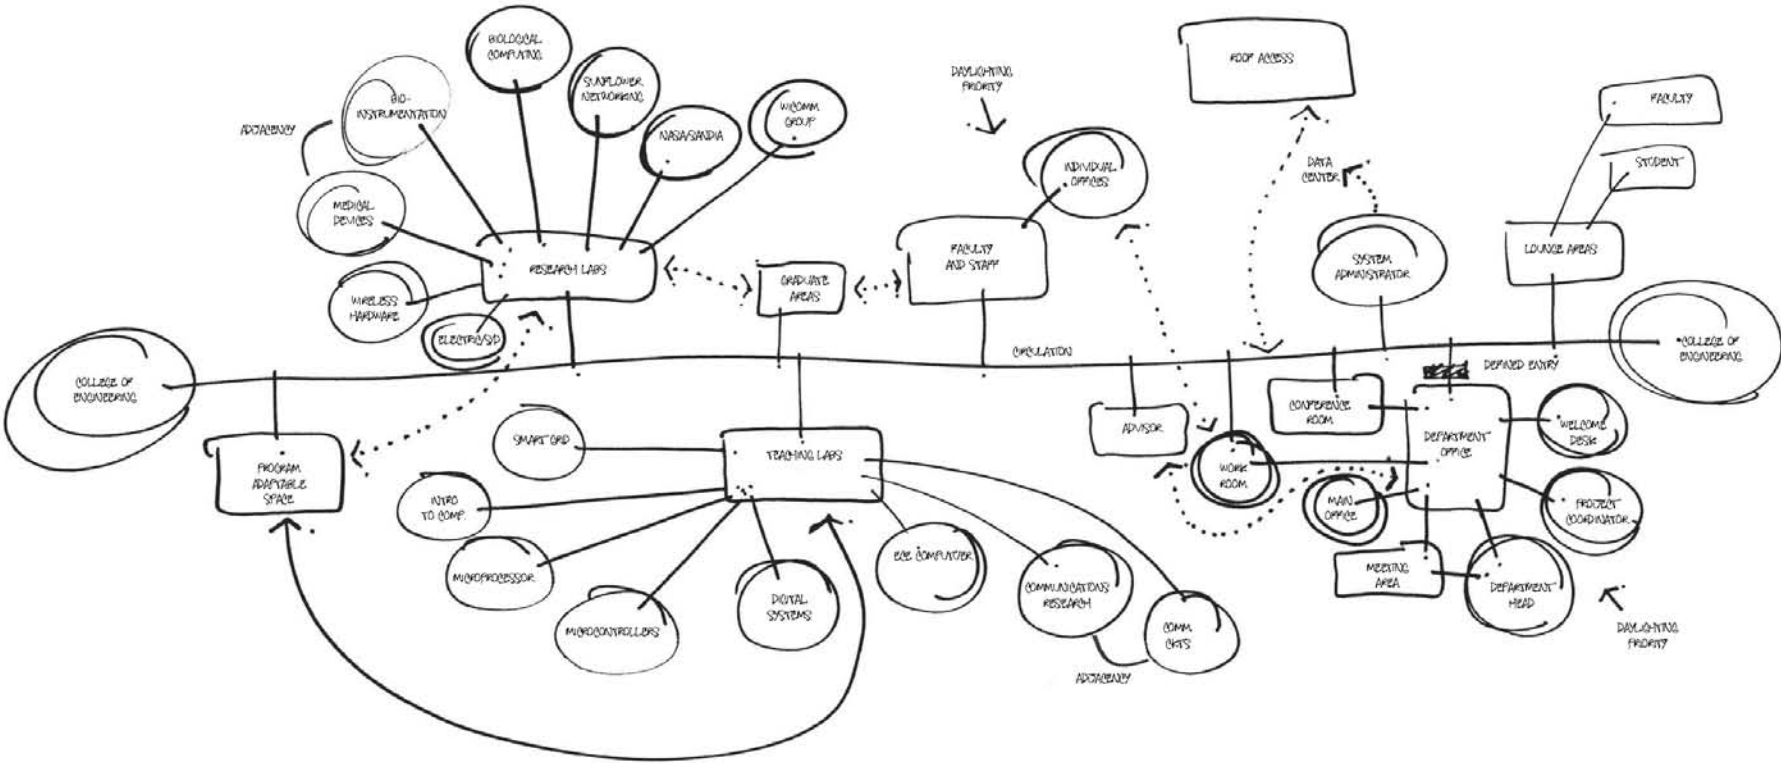 BIOLOGICAL
COMPUTING
SUNFLOWER
NETWORKING
BIO-
INSTRUMENTATION
ADJACENCY
NASA/SANDIA
WICOMM
GROUP
MEDICAL
DEVICES
WIRELESS
HARDWARE
ELECTRIC/SID
RESEARCH LABS
GRADUATE
AREAS
DAYLIGHTING
PRIORITY
INDIVIDUAL
OFFICES
FACULTY
AND STAFF
ROOF ACCESS
DATA
CENTER
SYSTEM
ADMINISTRATOR
FACULTY
STUDENT
LOUNGE AREAS
COLLEGE OF
ENGINEERING
CIRCULATION
DEFINED ENTRY
COLLEGE OF
ENGINEERING
PROGRAM
ADAPTABLE
SPACE
SMART GRID
TEACHING LABS
INTRO
TO COMP.
MICROPROCESSOR
MICROCONTROLLERS
DIGITAL
SYSTEMS
ECE COMPUTER
COMMUNICATIONS
RESEARCH
COMM.
CKTS
ADJACENCY
ADVISOR
WORK
ROOM
CONFERENCE
ROOM
DEPARTMENT
OFFICE
WELCOME
DESK
MAIN
OFFICE
PROJECT
COORDINATOR
MEETING
AREA
DEPARTMENT
HEAD
DAYLIGHTING
PRIORITY